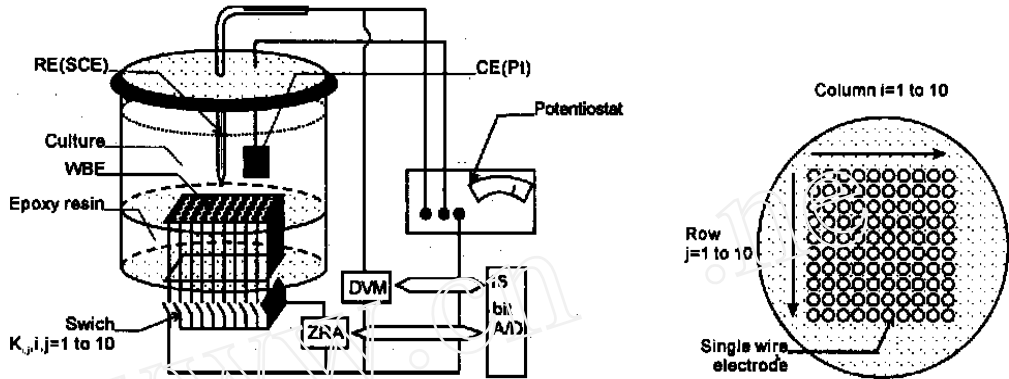 RE(SCE)
CE(Pt)
Potentiostat
Culture
WBE
Epoxy resin
DVM
bit
A/D
ZRA
Swich
K i,j, i,j=1 to 10
Column i=1 to 10
Row
j=1 to 10
Single wire
electrode